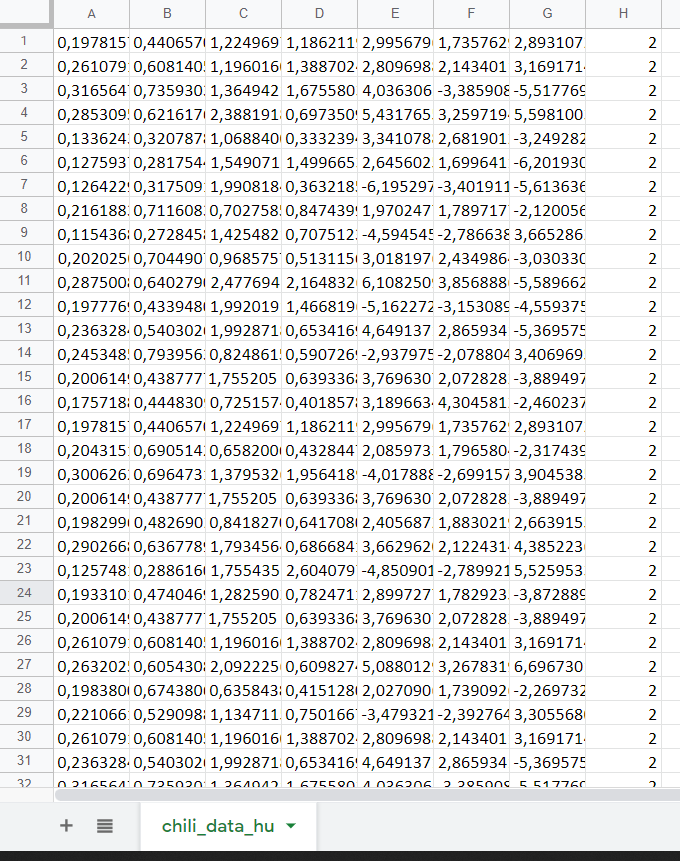 A B C D E F G H
1 0,197815 0,440657 1,224969 1,186211 2,995679 1,735762 2,893107 2
2 0,261079 0,608140 1,196016 1,388702 2,809698 2,143401 3,169171 2
3 0,316564 0,735930 1,364942 1,675580 4,036306 -3,385908 -5,517769 2
4 0,285309 0,621617 2,388191 0,697350 5,431765 3,259719 5,598100 2
5 0,133624 0,320787 1,068840 0,333239 3,341078 2,681901 -3,249282 2
6 0,127593 0,281754 1,549071 1,499665 2,645602 1,699641 -6,201930 2
7 0,126422 0,317509 1,990818 0,363218 -6,195297 -3,401911 -5,613636 2
8 0,216188 0,711608 0,702758 0,847439 1,970247 1,789717 -2,120056 2
9 0,115436 0,272845 1,425482 0,707512 -4,594545 -2,786638 3,665286 2
10 0,202025 0,704490 0,968575 0,513115 3,018197 2,434986 -3,030330 2
11 0,287500 0,640279 2,477694 2,164832 6,108250 3,856888 -5,589662 2
12 0,197776 0,433948 1,992019 1,466819 -5,162272 -3,153089 -4,559375 2
13 0,236328 0,540302 1,992871 0,653416 4,649137 2,865934 -5,369575 2
14 0,245348 0,793956 0,824861 0,590726 -2,937975 -2,078804 3,406969 2
15 0,200614 0,438777 1,755205 0,639336 3,769630 2,072828 -3,889497 2
16 0,175718 0,444830 0,725157 0,401857 3,189663 4,304581 -2,460237 2
17 0,197815 0,440657 1,224969 1,186211 2,995679 1,735762 2,893107 2
18 0,204315 0,690514 0,658200 0,432844 2,085973 1,796580 -2,317439 2
19 0,300626 0,696473 1,379532 1,956418 -4,017888 -2,699157 3,904538 2
20 0,200614 0,438777 1,755205 0,639336 3,769630 2,072828 -3,889497 2
21 0,198299 0,482690 0,841827 0,641708 2,405687 1,883021 2,663915 2
22 0,290266 0,636778 1,793456 0,686684 3,662962 2,122431 4,385223 2
23 0,125748 0,288616 1,755435 2,604079 -4,850901 -2,789921 5,525953 2
24 0,193310 0,474046 1,282590 0,782471 2,899727 1,782923 -3,872889 2
25 0,200614 0,438777 1,755205 0,639336 3,769630 2,072828 -3,889497 2
26 0,261079 0,608140 1,196016 1,388702 2,809698 2,143401 3,169171 2
27 0,263202 0,605430 2,092225 0,609827 5,088012 3,267831 6,696730 2
28 0,198380 0,674380 0,635843 0,415128 2,027090 1,739092 -2,269732 2
29 0,221066 0,529098 1,134711 0,750166 -3,479321 -2,392764 3,305568 2
30 0,261079 0,608140 1,196016 1,388702 2,809698 2,143401 3,169171 2
31 0,236328 0,540302 1,992871 0,653416 4,649137 2,865934 -5,369575 2
32 0,316564 0,735930 1,364942 1,675580 4,036306 -3,385908 -5,517769 2
chili_data_hu